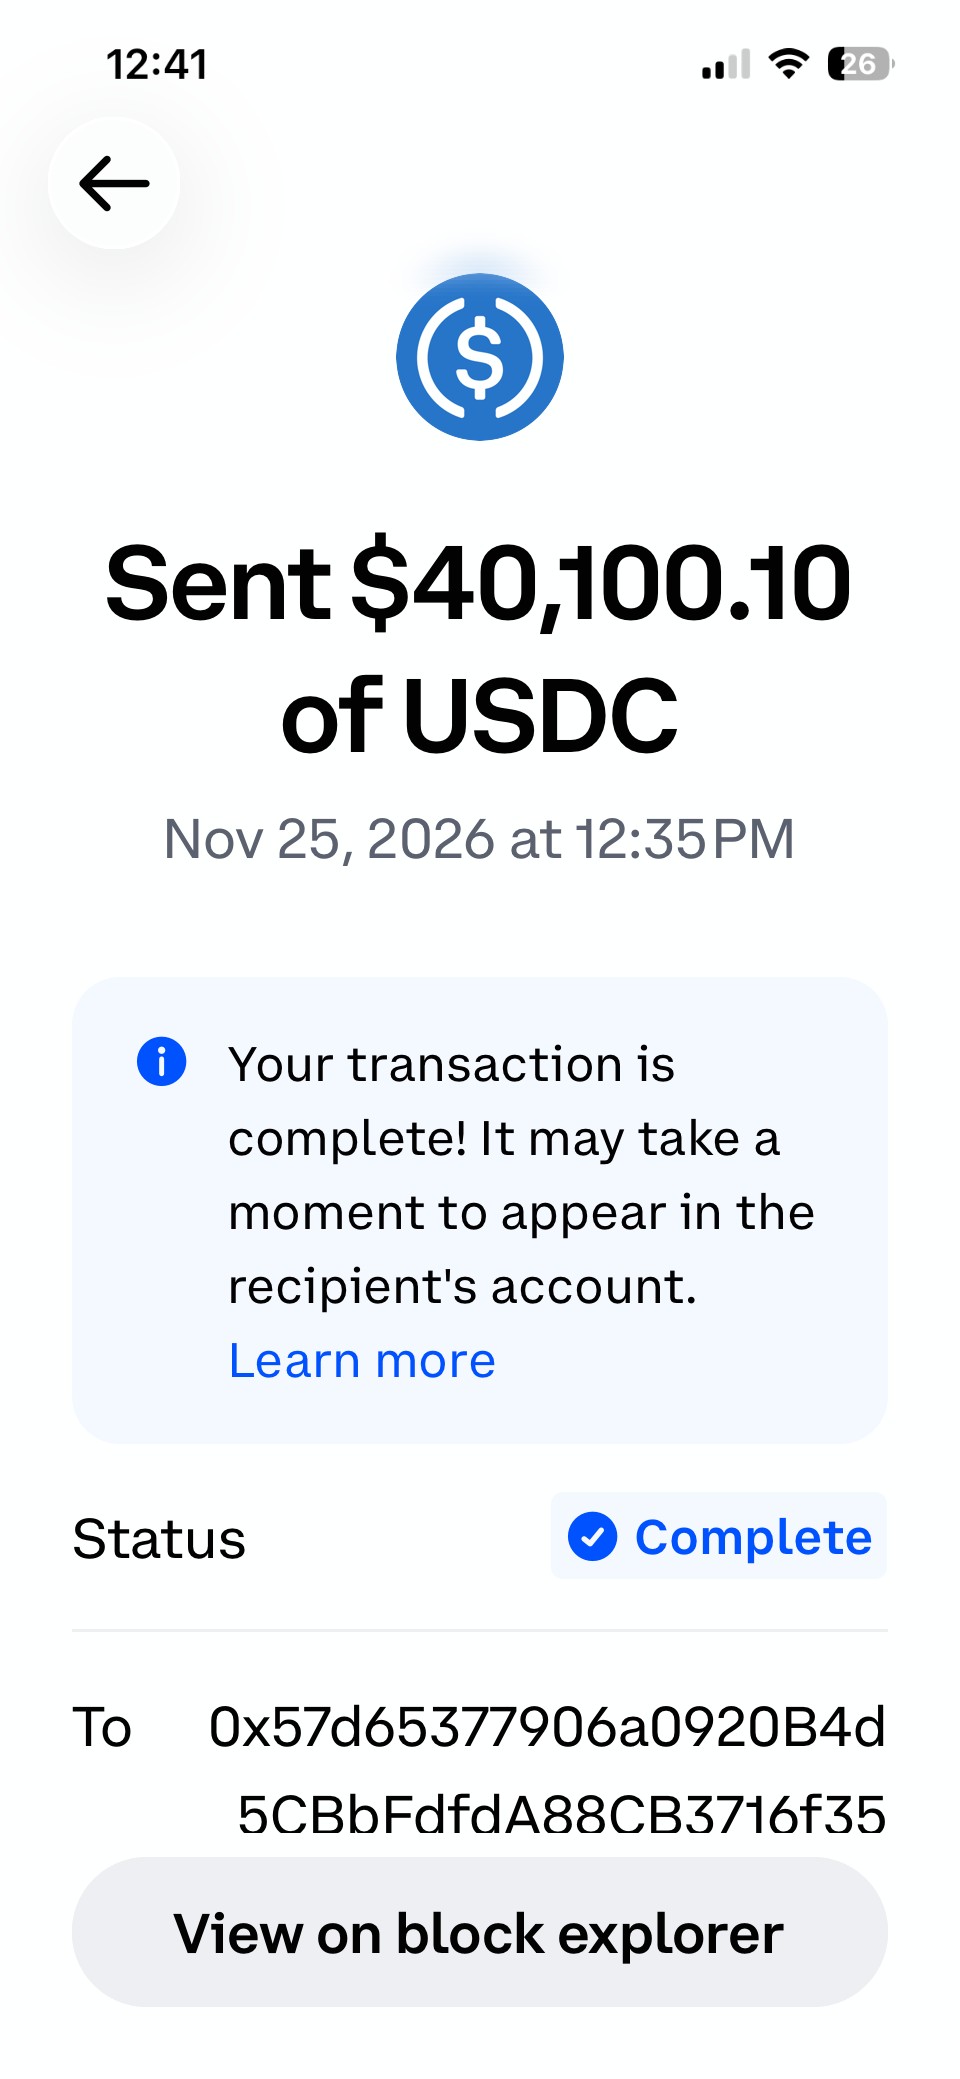 12:41
26
Sent $40,100.10
of USDC
Nov 25, 2026 at 12:35 PM
Your transaction is
complete! It may take a
moment to appear in the
recipient's account.
Learn more
Status
Complete
To
0x57d65377906a0920B4d
5CBbFdfdA88CB3716f35
View on block explorer